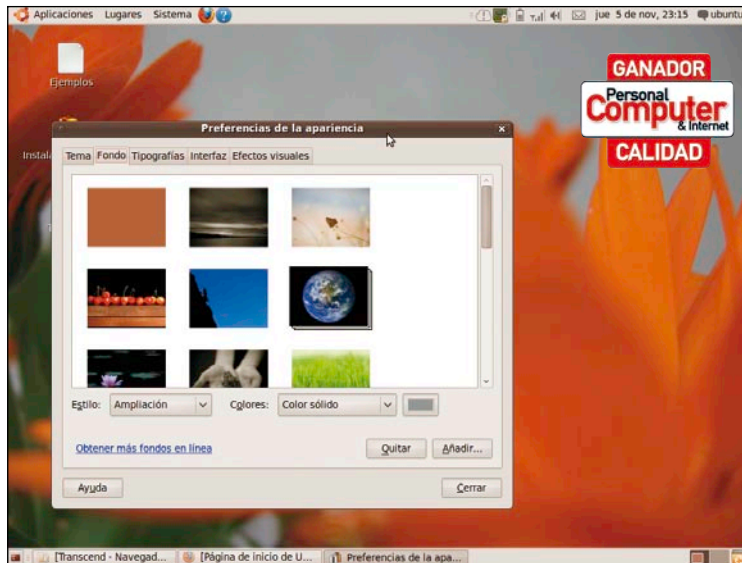 Aplicaciones Lugares Sistema
jue 5 de nov, 23:15 ubuntu
Ejemplos
GANADOR
Personal
Computer
& Internet
CALIDAD
Preferencias de la apariencia
Instala
Tema Fondo Tipografías Interfaz Efectos visuales
Estilo: Ampliación Colores: Color sólido
Obtener más fondos en línea Quitar Añadir...
Ayuda Cerrar
[Transcend - Navegad... [Página de inicio de U... Preferencias de la apa...